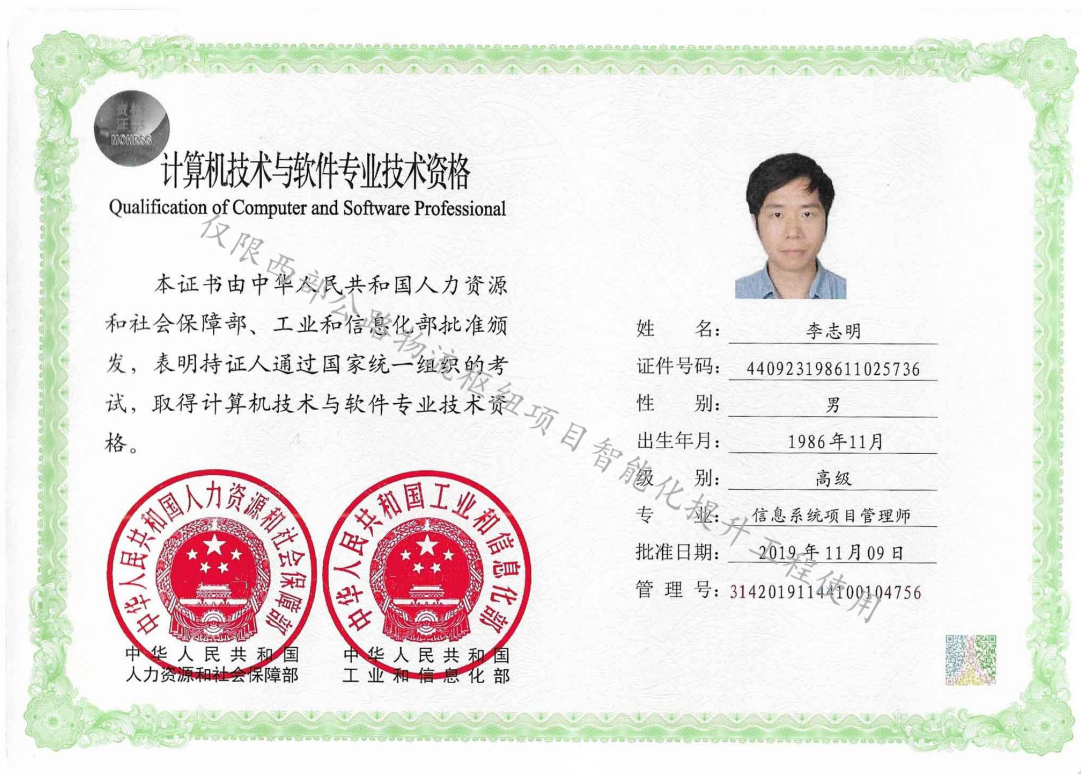 资格
证书
MOHRSS
计算机技术与软件专业技术资格
Qualification of Computer and Software Professional
本证书由中华人民共和国人力资源
和社会保障部、工业和信息化部批准颁
发，表明持证人通过国家统一组织的考
试，取得计算机技术与软件专业技术资
格。
仅限西部公路物流枢纽项目智能化提升工程使用
中华人民共和国人力资源和社会保障部
中华人民共和国工业和信息化部
中华人民共和国
人力资源和社会保障部
中华人民共和国
工业和信息化部
姓 名：李志明
证件号码：440923198611025736
性 别：男
出生年月：1986年11月
级 别：高级
专 业：信息系统项目管理师
批准日期：2019年11月09日
管 理 号：31420191144100104756